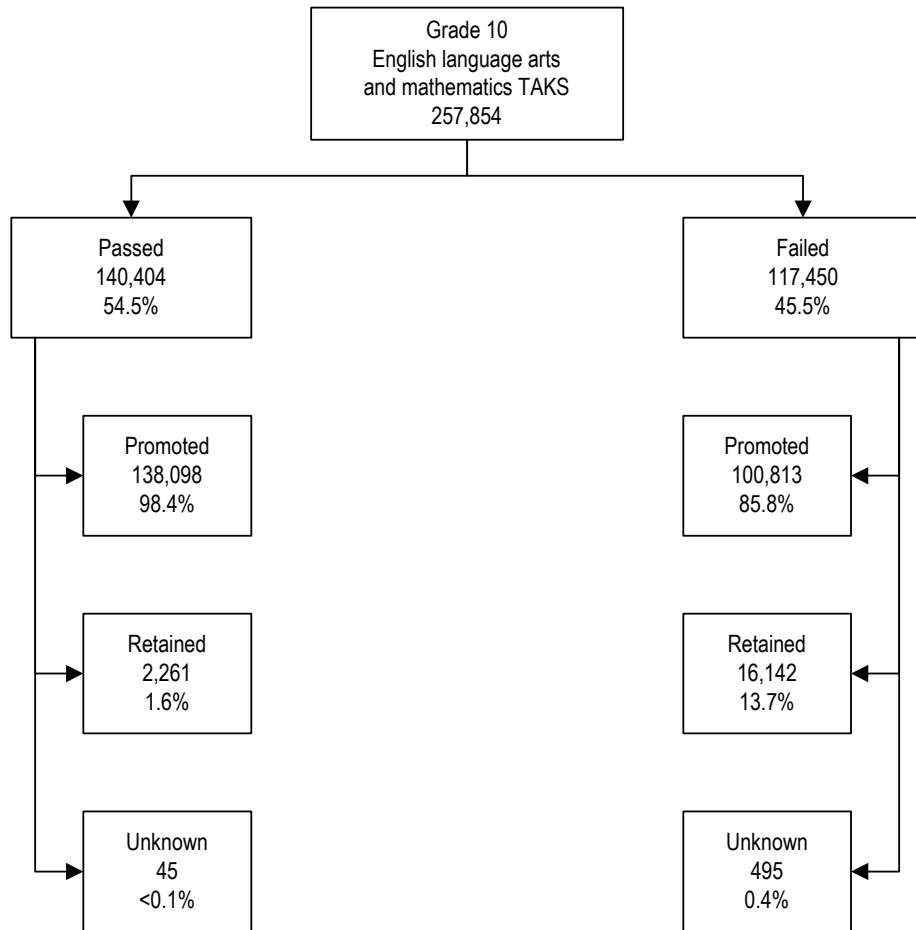 Grade 10
English language arts
and mathematics TAKS
257,854
Passed
140,404
54.5%
Failed
117,450
45.5%
Promoted
138,098
98.4%
Promoted
100,813
85.8%
Retained
2,261
1.6%
Retained
16,142
13.7%
Unknown
45
<0.1%
Unknown
495
0.4%